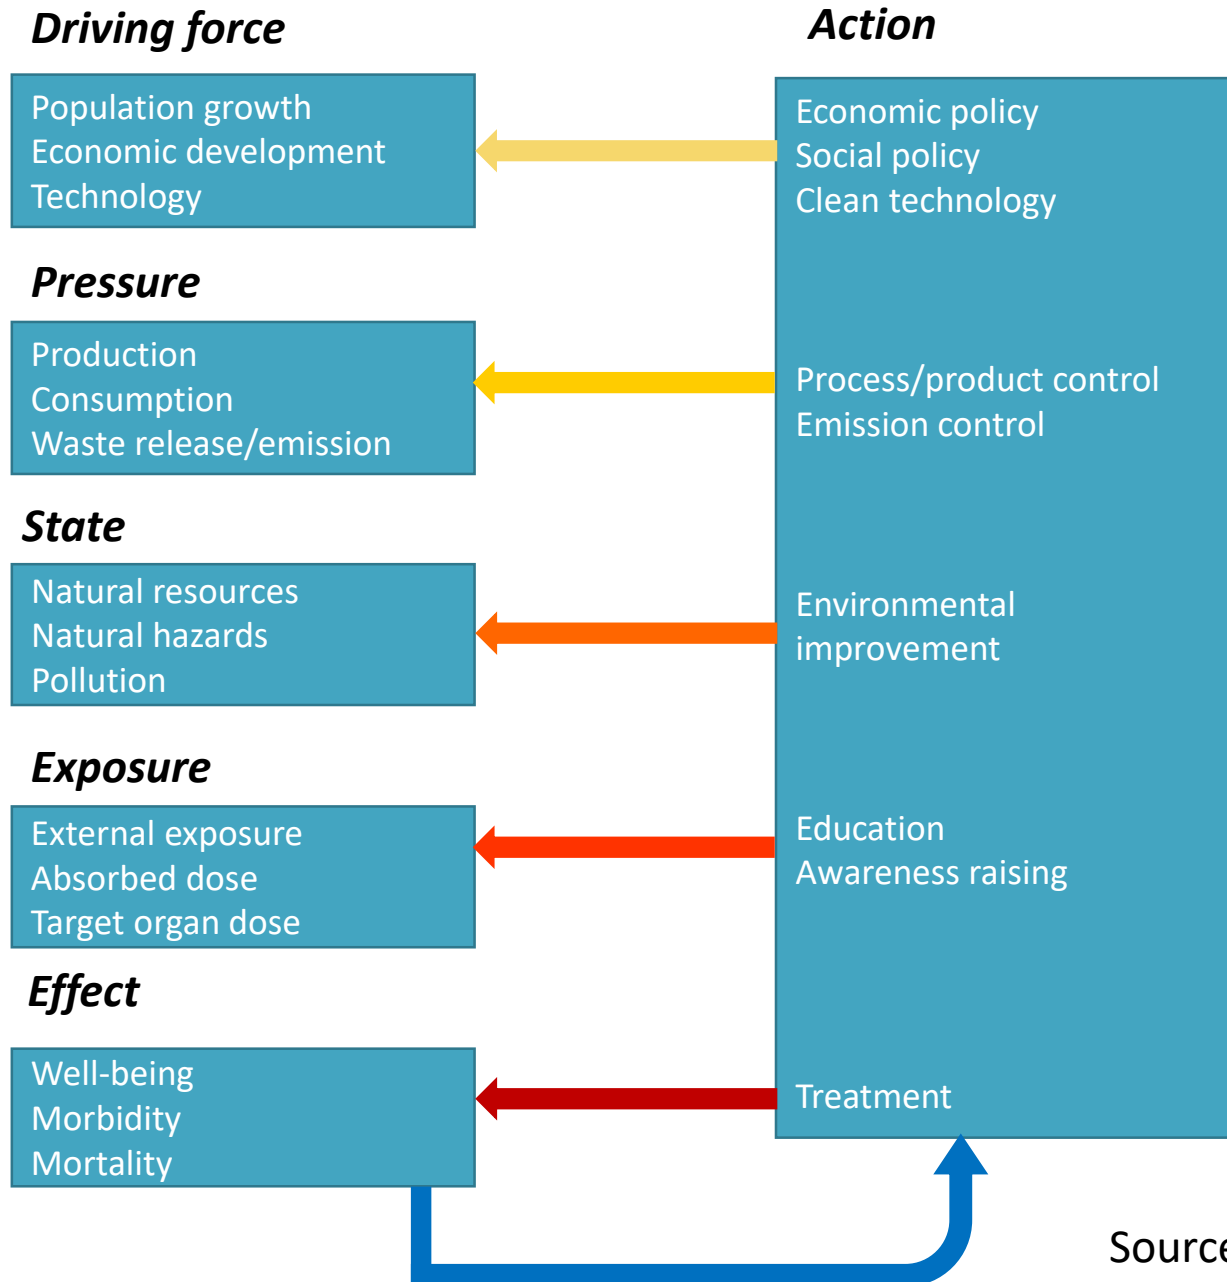 Driving force
Population growth
Economic development
Technology
Pressure
Production
Consumption
Waste release/emission
State
Natural resources
Natural hazards
Pollution
Exposure
External exposure
Absorbed dose
Target organ dose
Effect
Well-being
Morbidity
Mortality
Action
Economic policy
Social policy
Clean technology
Process/product control
Emission control
Environmental
improvement
Education
Awareness raising
Treatment
Source